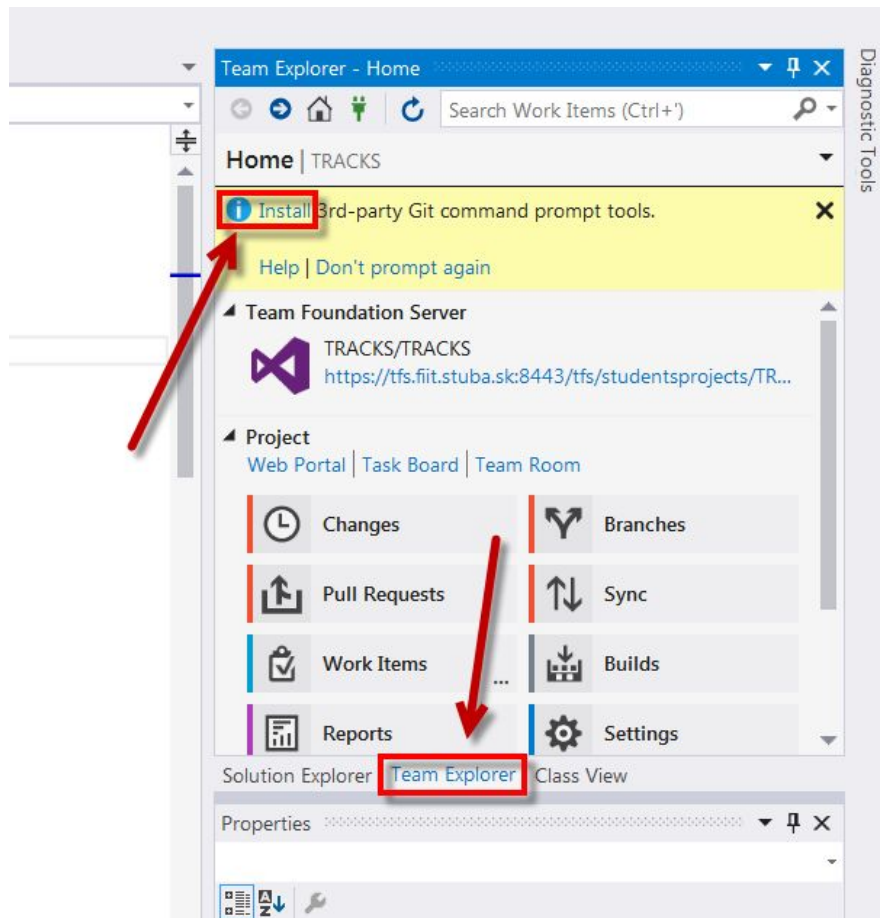 Team Explorer - Home
Search Work Items (Ctrl+')
Home | TRACKS
Install 3rd-party Git command prompt tools.
Help | Don't prompt again
Team Foundation Server
TRACKS/TRACKS
https://tfs.fiit.stuba.sk:8443/tfs/studentsprojects/TR...
Project
Web Portal | Task Board | Team Room
Changes
Branches
Pull Requests
Sync
Work Items
...
Builds
Reports
Settings
Solution Explorer Team Explorer Class View
Properties
Diagnostic Tools